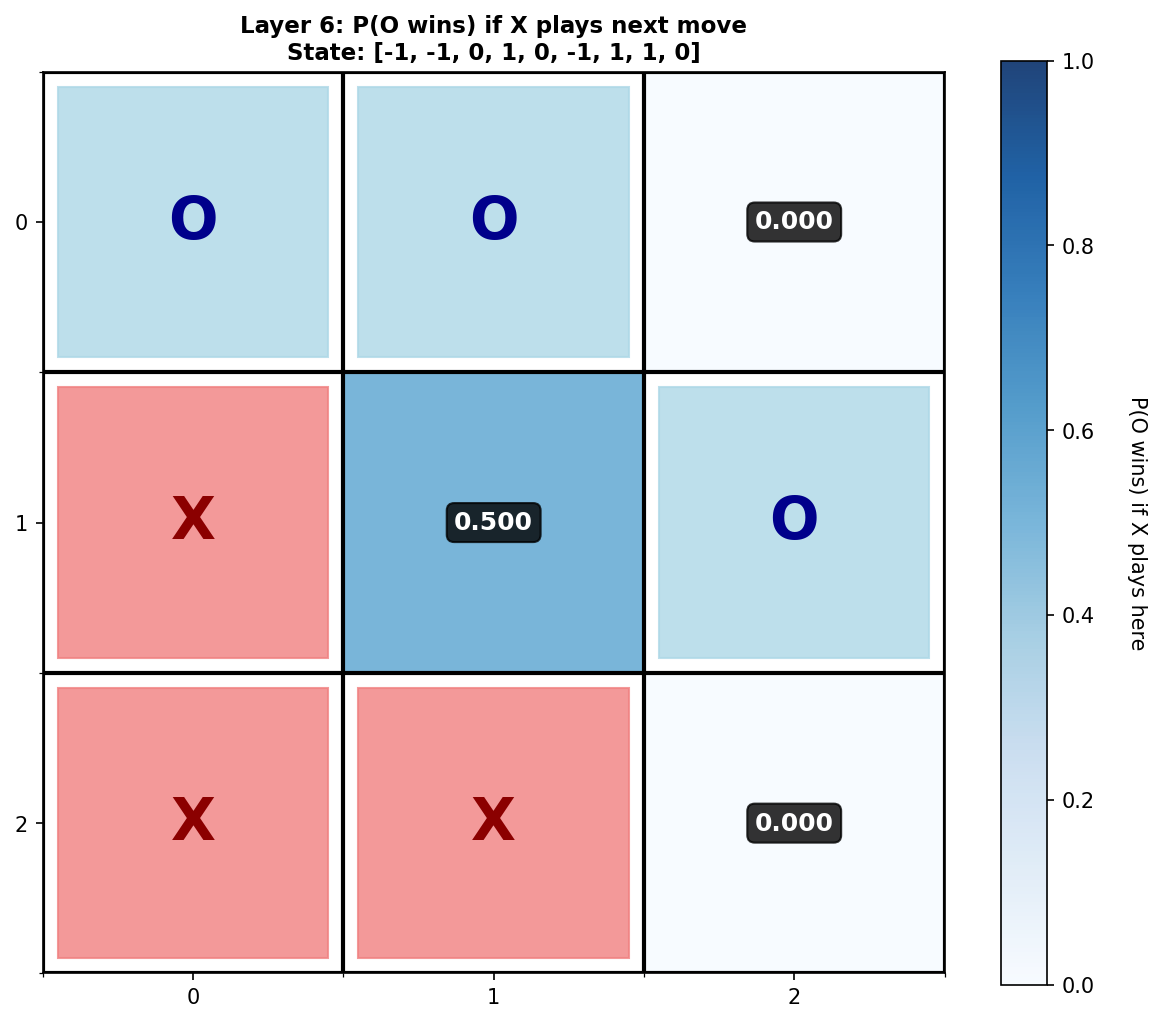 Layer 6: P(O wins) if X plays next move
State: [-1, -1, 0, 1, 0, -1, 1, 1, 0]
0
O
O
0.000
1
X
0.500
O
2
X
X
0.000
0
1
2
1.0
0.8
0.6
0.4
0.2
0.0
P(O wins) if X plays here